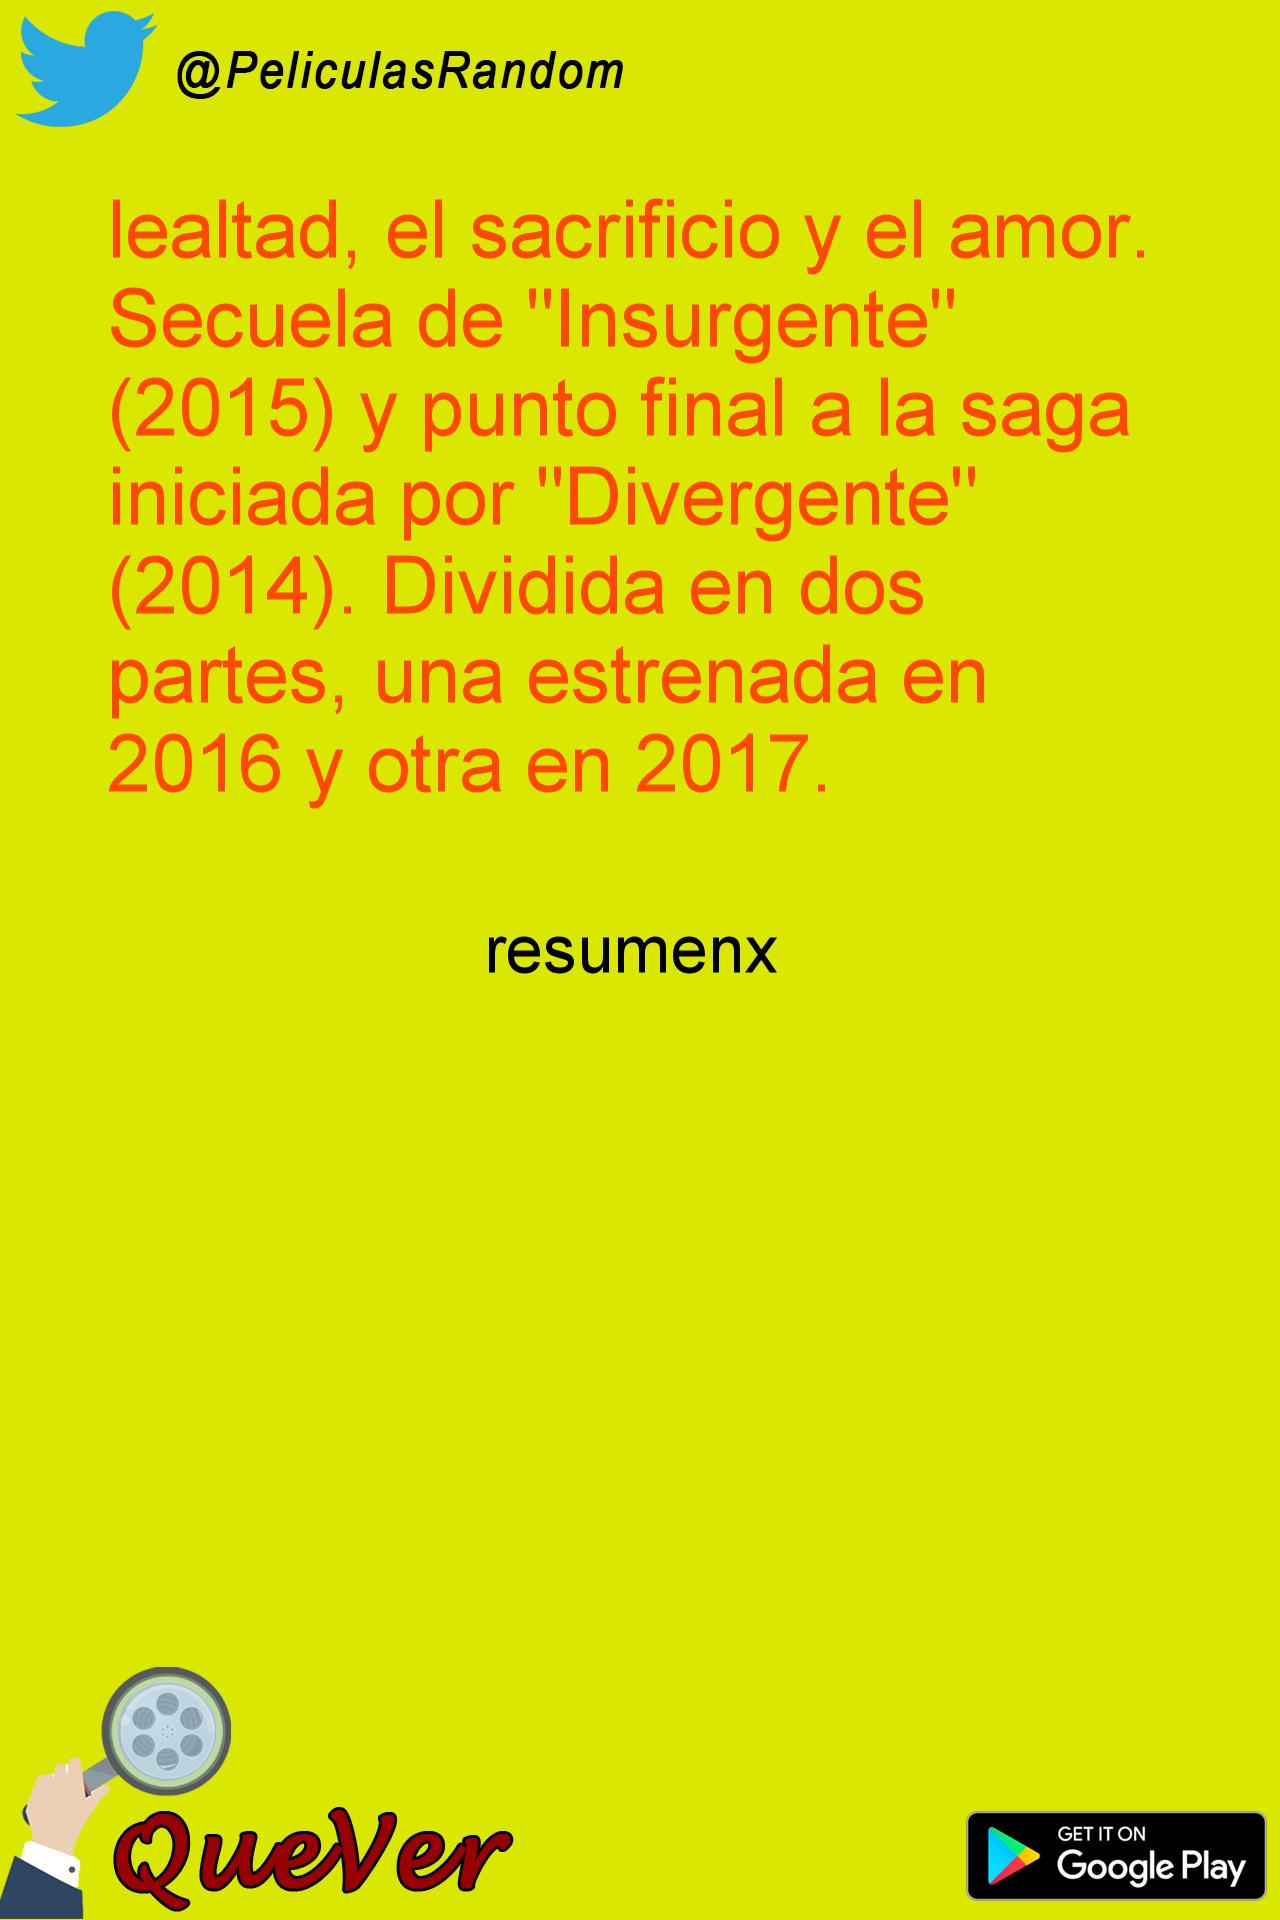 @PeliculasRandom
lealtad, el sacrificio y el amor.
Secuela de "Insurgente"
(2015) y punto final a la saga
iniciada por "Divergente"
(2014). Dividida en dos
partes, una estrenada en
2016 y otra en 2017.
resumenx
QueVer
GET IT ON
Google Play